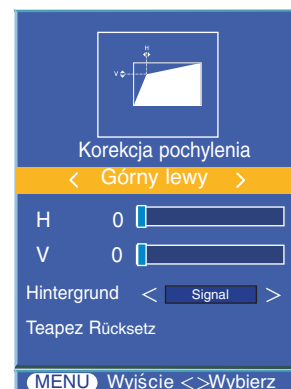 H
V
Korekcja pochylenia
< Górny lewy >
H 0
V 0
Hintergrund < Signal >
Teapez Rücksetz
MENU Wyjście <>Wybierz